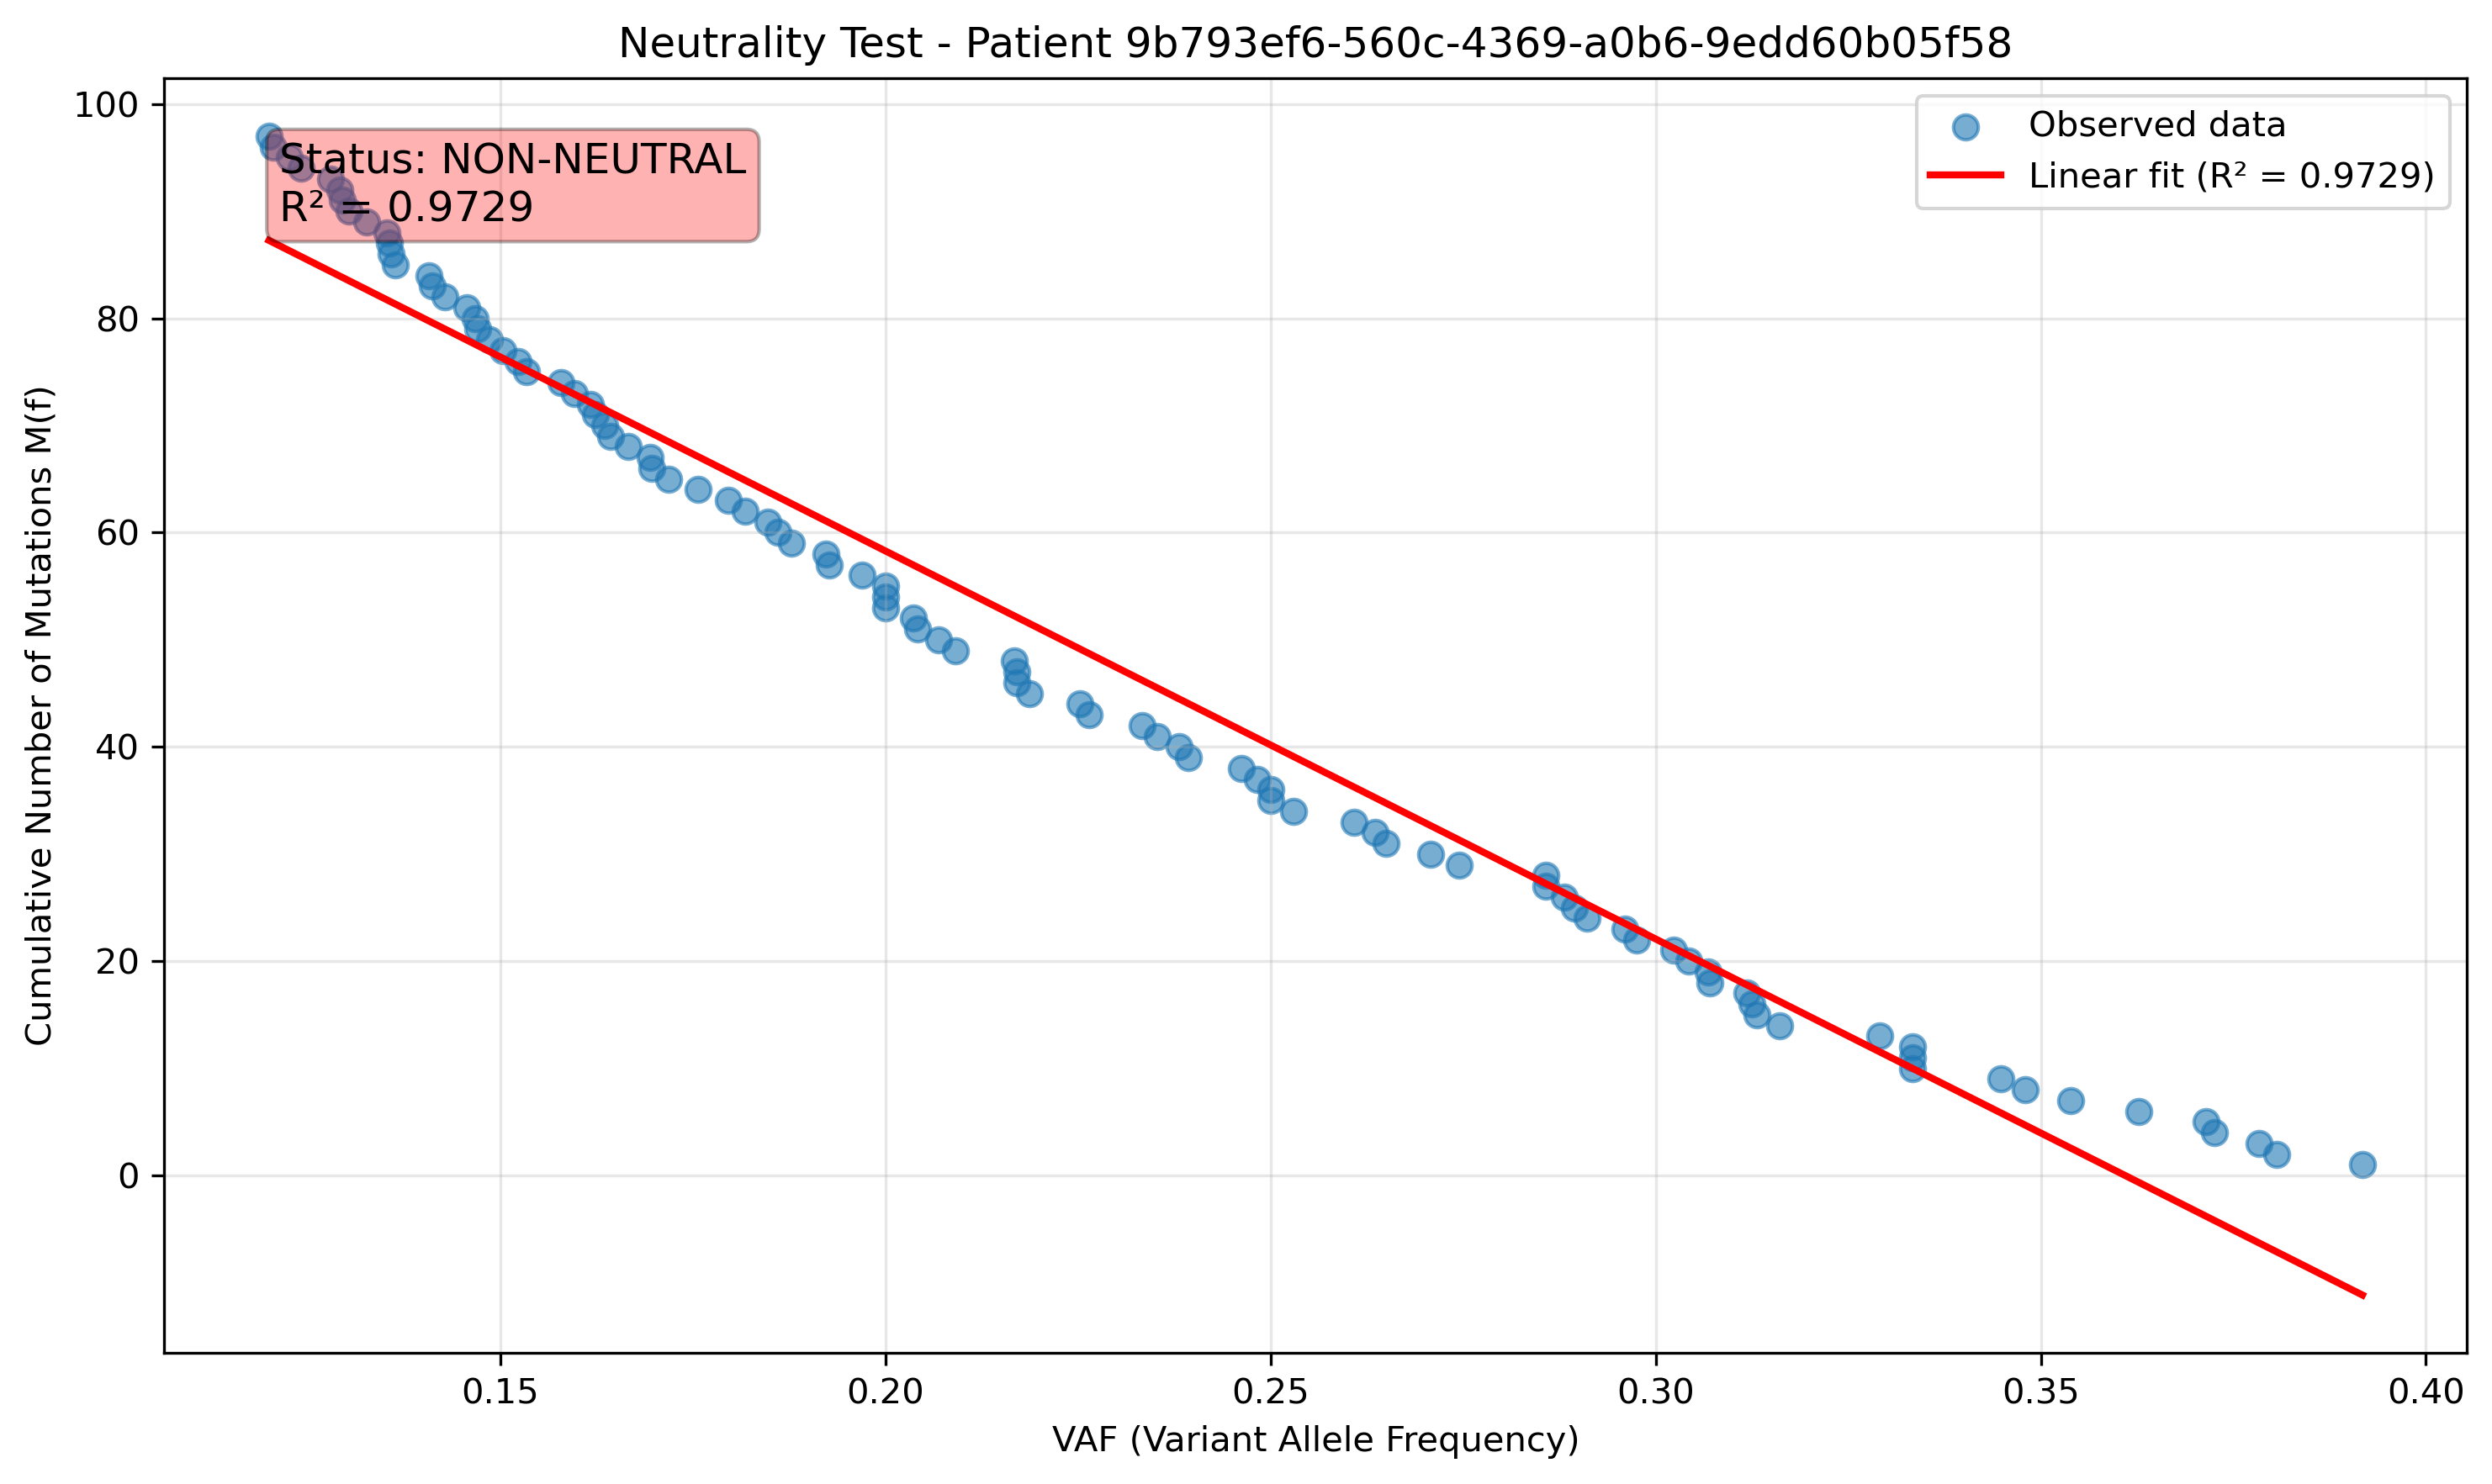 Neutrality Test - Patient 9b793ef6-560c-4369-a0b6-9edd60b05f58
Observed data
Linear fit (R² = 0.9729)
Status: NON-NEUTRAL
R² = 0.9729
Cumulative Number of Mutations M(f)
100
80
60
40
20
0
0.15 0.20 0.25 0.30 0.35 0.40
VAF (Variant Allele Frequency)